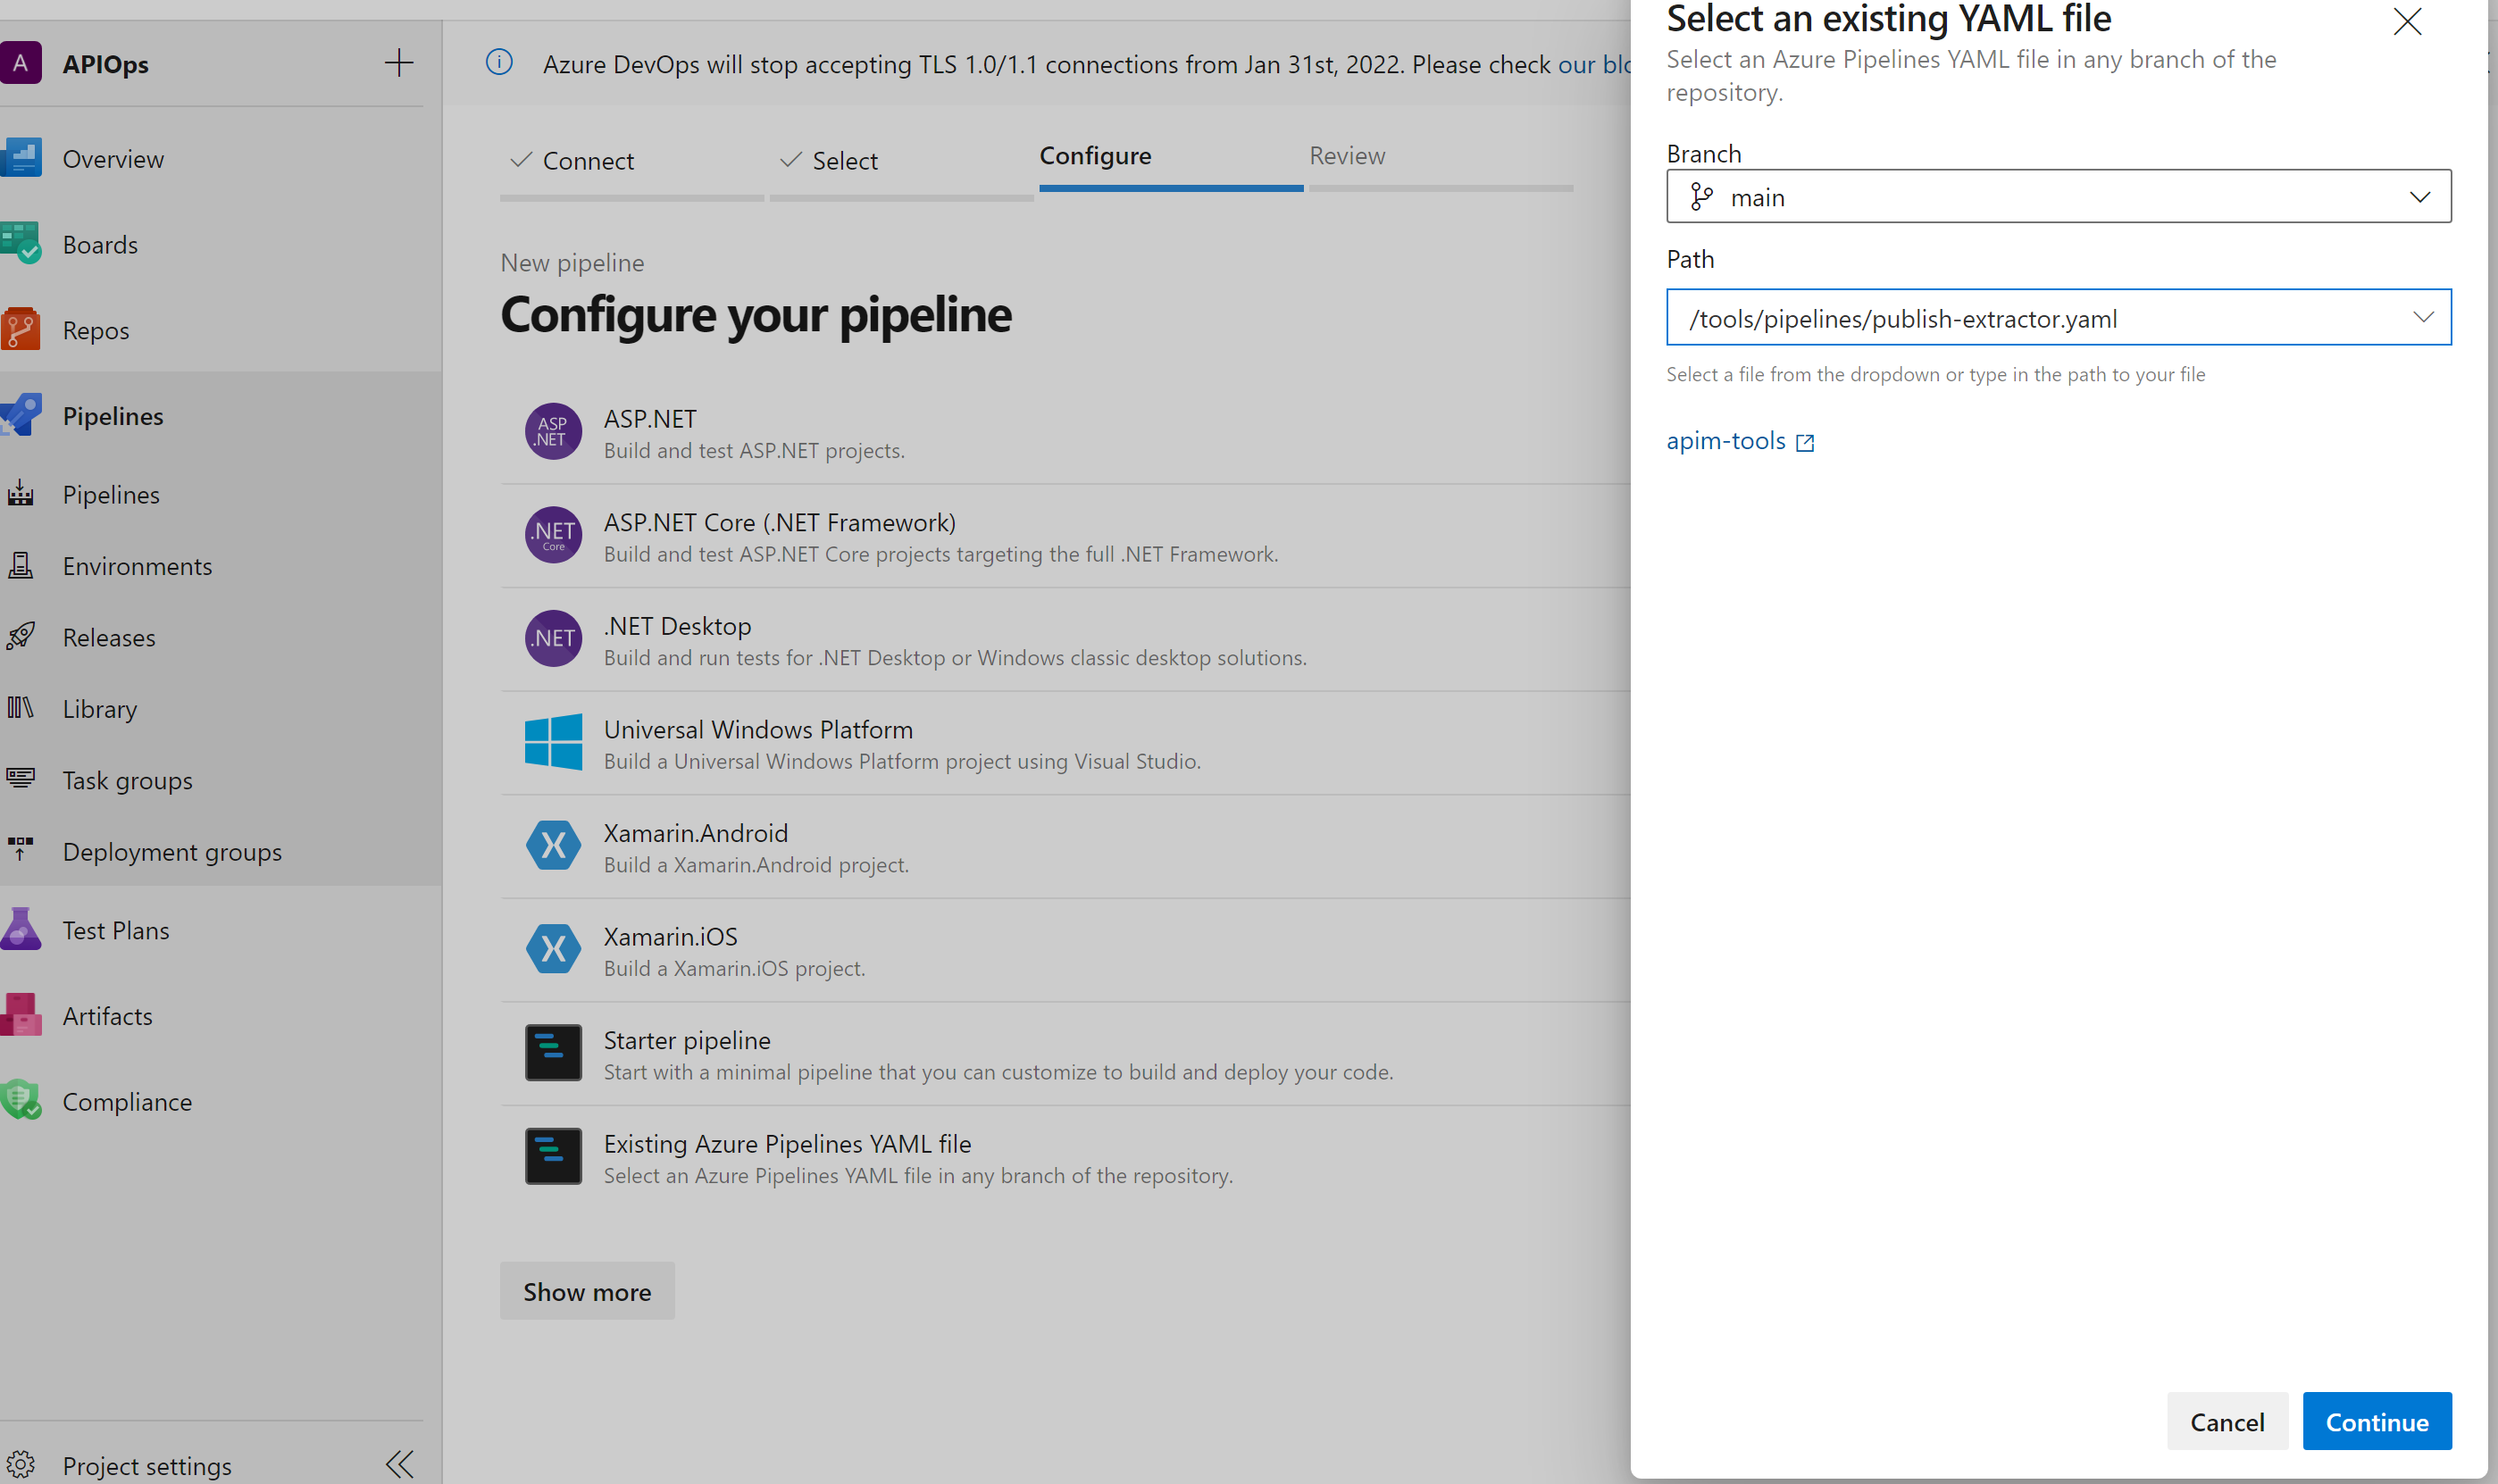 A
APIOps
Overview
Boards
Repos
Pipelines
Pipelines
Environments
Releases
Library
Task groups
Deployment groups
Test Plans
Artifacts
Compliance
Project settings
Azure DevOps will stop accepting TLS 1.0/1.1 connections from Jan 31st, 2022. Please check our blo
Connect
Select
Configure
Review
New pipeline
Configure your pipeline
ASP
.NET
ASP.NET
Build and test ASP.NET projects.
.NET
Core
ASP.NET Core (.NET Framework)
Build and test ASP.NET Core projects targeting the full .NET Framework.
.NET
.NET Desktop
Build and run tests for .NET Desktop or Windows classic desktop solutions.
Universal Windows Platform
Build a Universal Windows Platform project using Visual Studio.
Xamarin.Android
Build a Xamarin.Android project.
Xamarin.iOS
Build a Xamarin.iOS project.
Starter pipeline
Start with a minimal pipeline that you can customize to build and deploy your code.
Existing Azure Pipelines YAML file
Select an Azure Pipelines YAML file in any branch of the repository.
Show more
Select an existing YAML file
Select an Azure Pipelines YAML file in any branch of the
repository.
Branch
main
Path
/tools/pipelines/publish-extractor.yaml
Select a file from the dropdown or type in the path to your file
apim-tools
Cancel
Continue